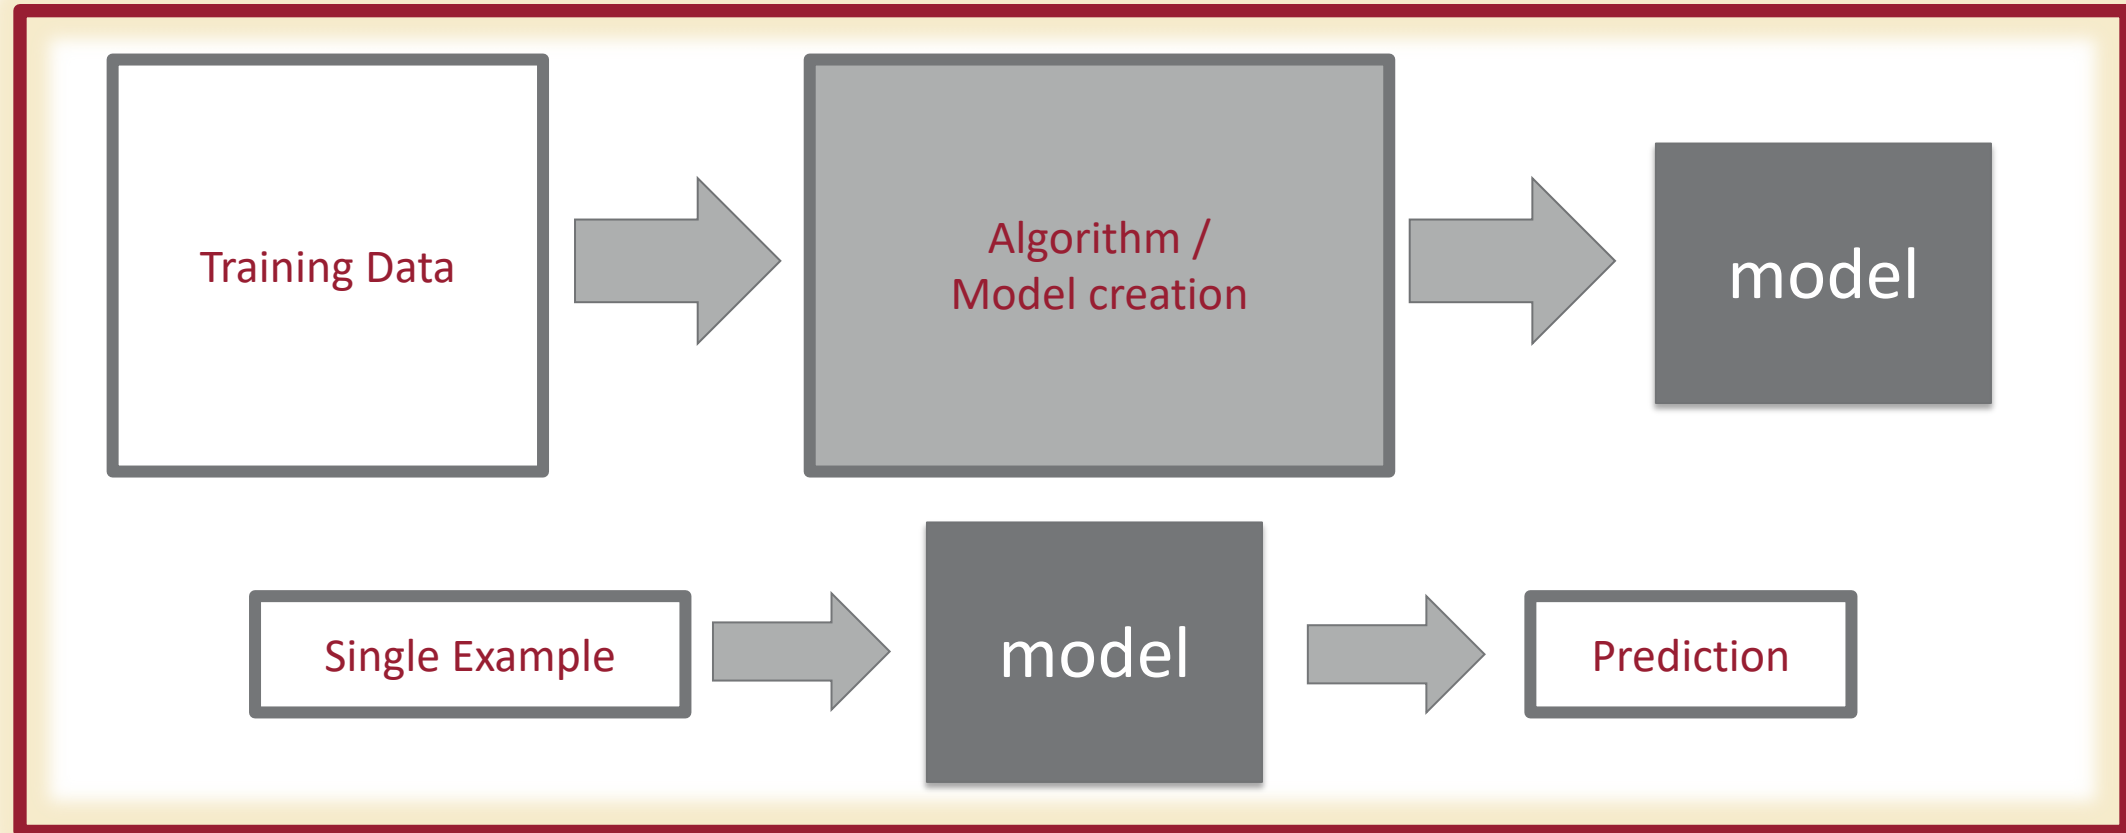 Training Data
Algorithm /
Model creation
model
Single Example
model
Prediction